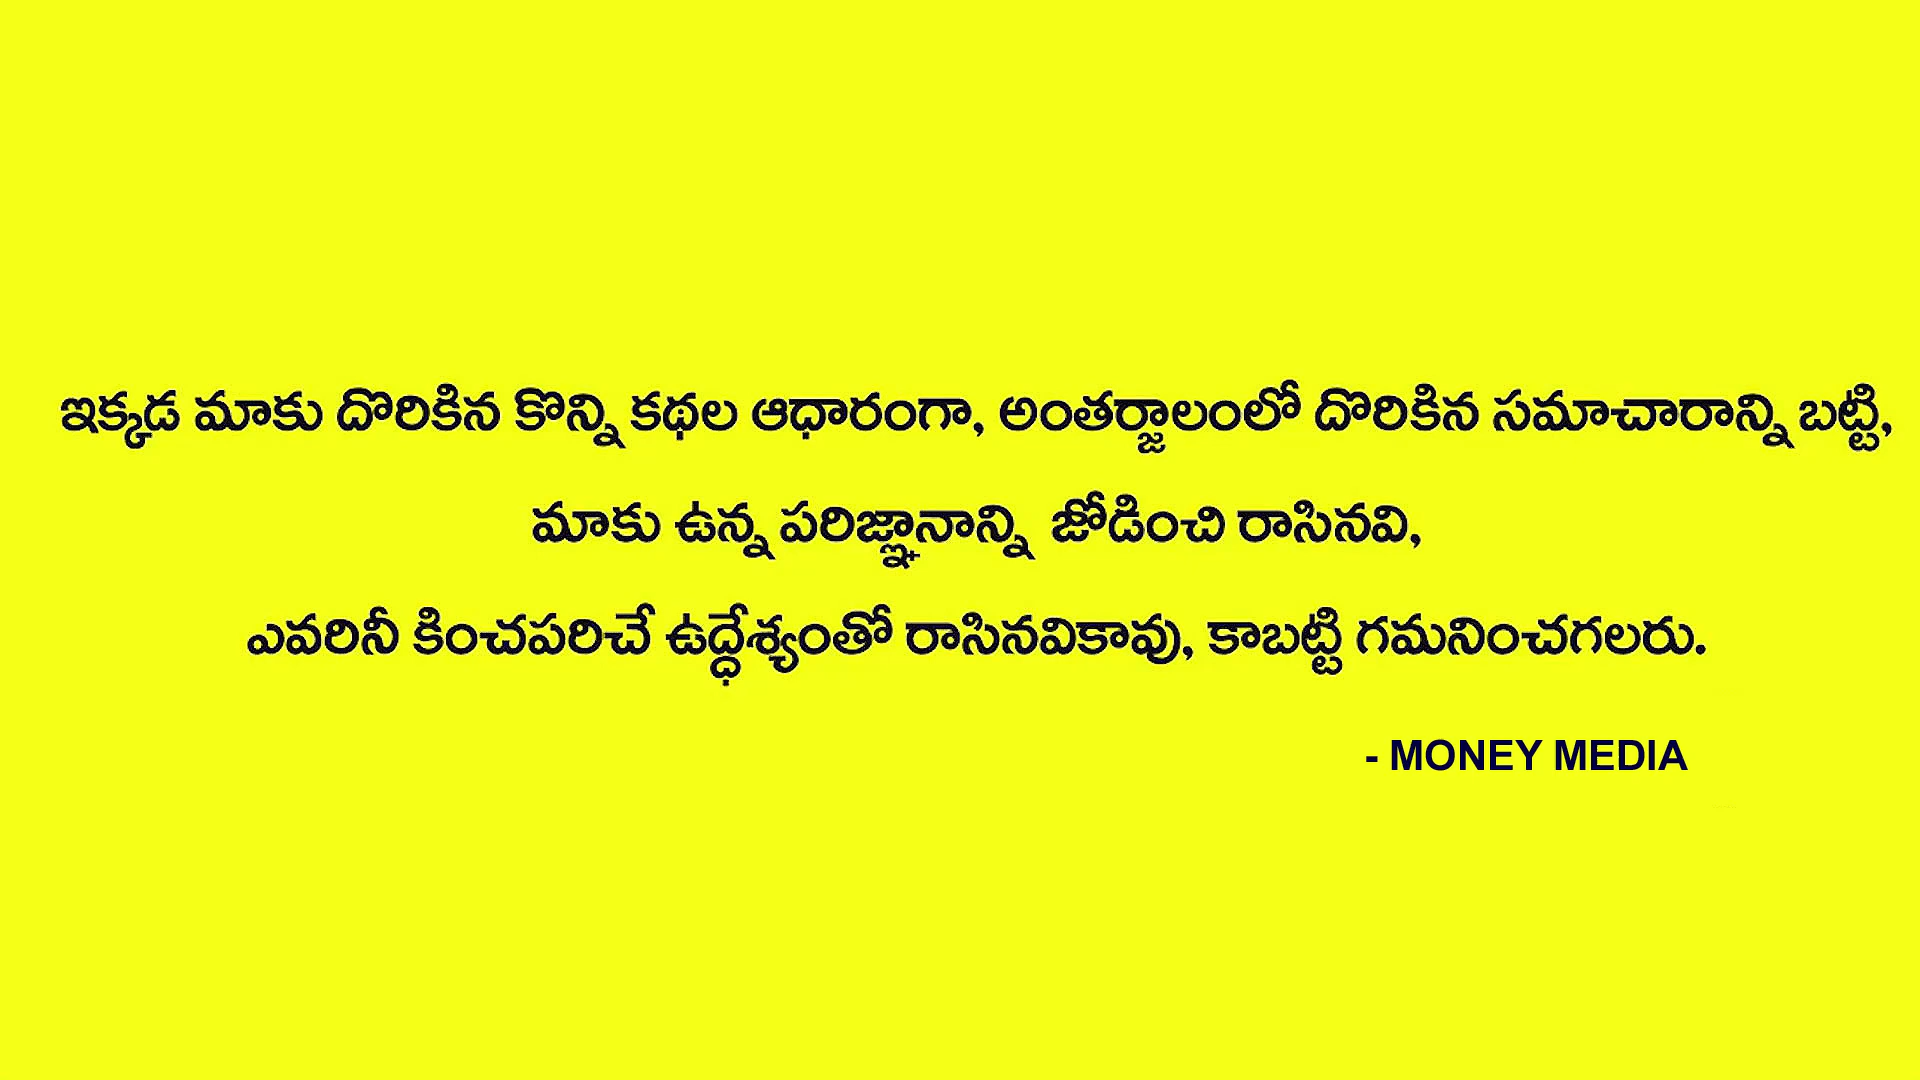 ఇక్కడ మాకు దొరికిన కొన్ని కథల ఆధారంగా, అంతర్జాలంలో దొరికిన సమాచారాన్ని బట్టి,
మాకు ఉన్న పరిజ్ఞానాన్ని జోడించి రాసినవి,
ఎవరినీ కించపరిచే ఉద్ధేశ్యంతో రాసినవికావు, కాబట్టి గమనించగలరు.
- MONEY MEDIA